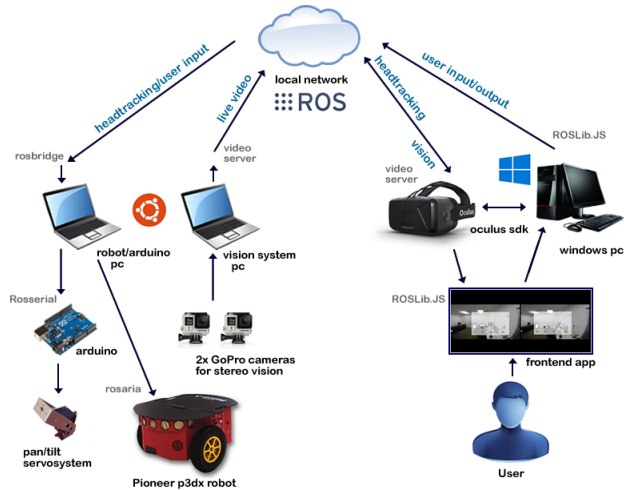 local network
ROS
headtracking/user input
live video
headtracking
vision
user input/output
rosbridge
video
server
video
server
ROSLib.JS
Oculus
oculus sdk
windows pc
robot/arduino
pc
vision system
pc
Rosserial
arduino
2x GoPro cameras
for stereo vision
ROSLib.JS
frontend app
rosaria
pan/tilt
servosystem
Pioneer p3dx robot
User